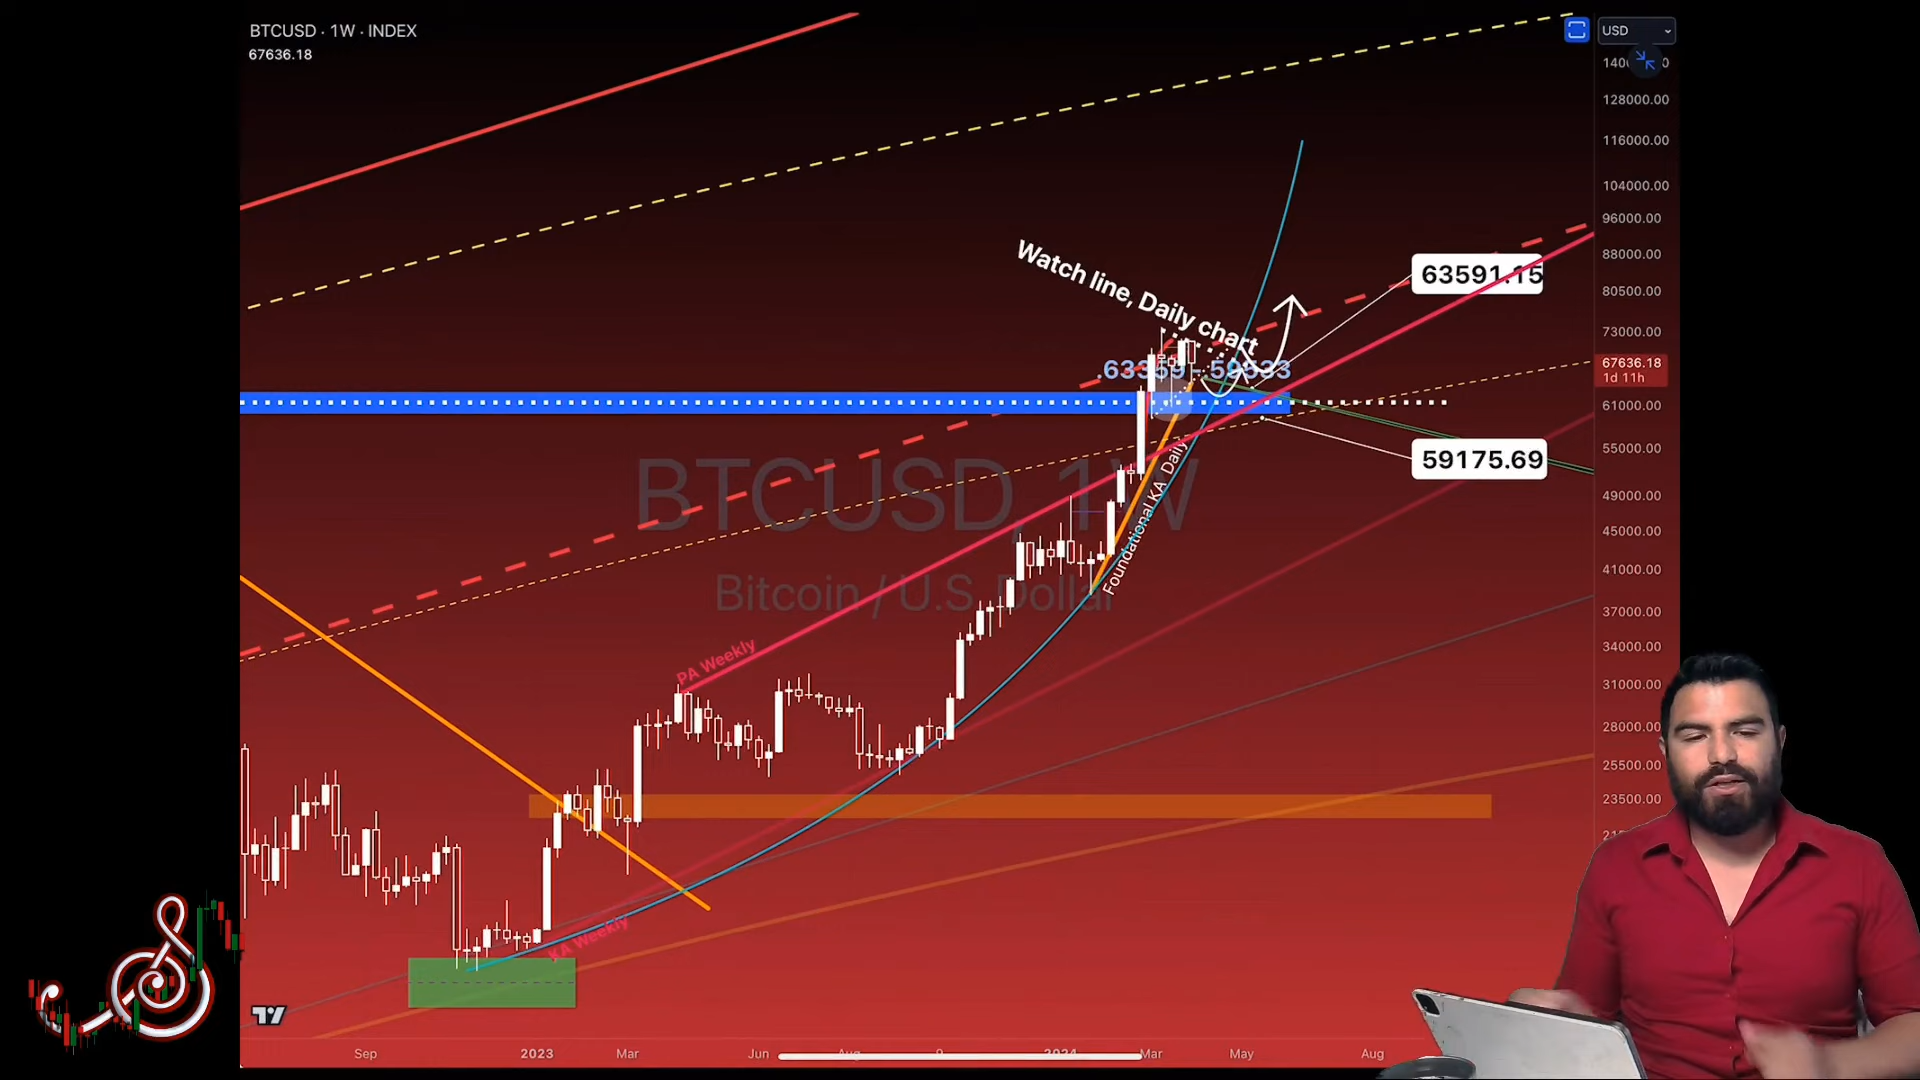 BTCUSD · 1W · INDEX
67636.18
USD
128000.00
116000.00
104000.00
96000.00
88000.00
80500.00
73000.00
67636.18
1d 11h
61000.00
55000.00
49000.00
45000.00
41000.00
37000.00
34000.00
31000.00
28000.00
25500.00
23500.00
Watch line, Daily chart
63591.15
.63359 - 59533
59175.69
BTCUSD, 1W
Bitcoin / U.S. Dollar
Foundational KA Daily
PA Weekly
KA Weekly
Sep
2023
Mar
Jun
Aug
2024
Mar
May
Aug